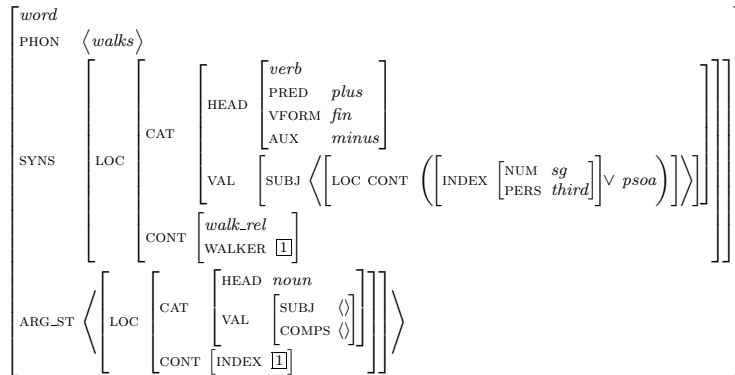 word
PHON ⟨walks⟩
verb
PRED plus
HEAD
VFORM fin
AUX minus
CAT
SYNS LOC
VAL [SUBJ ⟨[LOC CONT ([INDEX [NUM sg
PERS third]] ∨ psoa)]⟩]
walk_rel
CONT
WALKER 1
HEAD noun
CAT
SUBJ ⟨⟩
VAL
COMPS ⟨⟩
ARG_ST ⟨[LOC
CONT [INDEX 1]